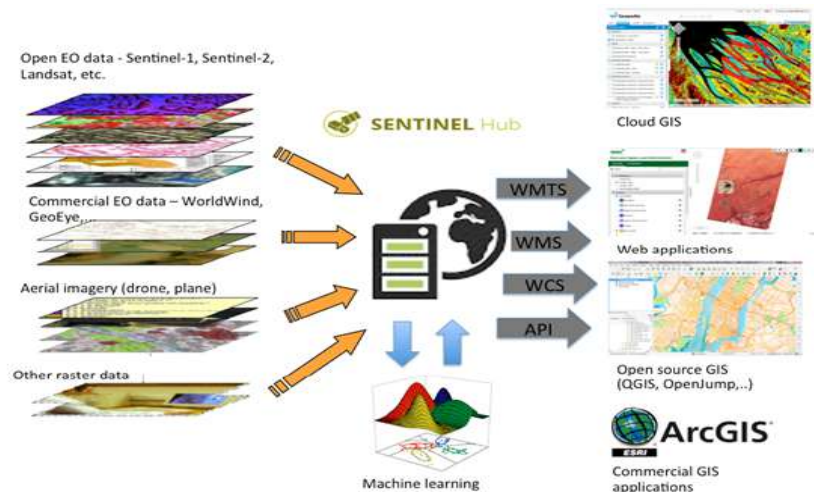 Open EO data - Sentinel-1, Sentinel-2,
Landsat, etc.
Commercial EO data – WorldWind,
GeoEye,...
Aerial imagery (drone, plane)
Other raster data
SENTINEL Hub
WMTS
WMS
WCS
API
Machine learning
Cloud GIS
Web applications
Open source GIS
(QGIS, OpenJump,..)
ESRI
ArcGIS®
Commercial GIS
applications